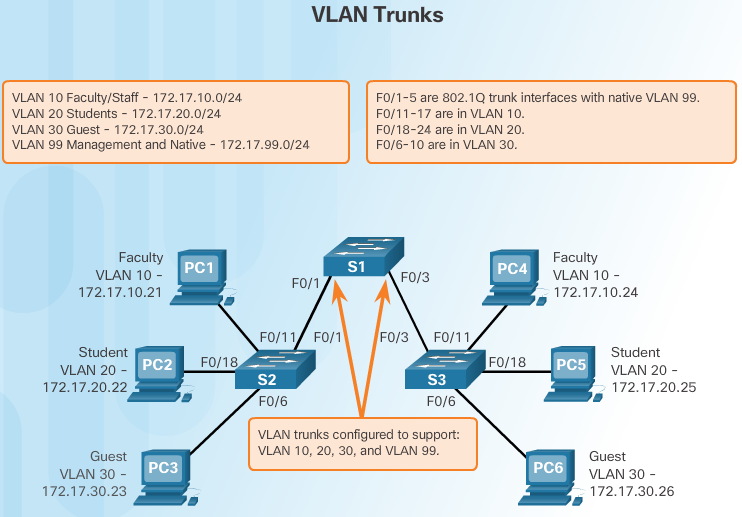 VLAN Trunks
VLAN 10 Faculty/Staff - 172.17.10.0/24
VLAN 20 Students - 172.17.20.0/24
VLAN 30 Guest - 172.17.30.0/24
VLAN 99 Management and Native - 172.17.99.0/24
F0/1-5 are 802.1Q trunk interfaces with native VLAN 99.
F0/11-17 are in VLAN 10.
F0/18-24 are in VLAN 20.
F0/6-10 are in VLAN 30.
Faculty
VLAN 10 -
172.17.10.21
PC1
S1
F0/1
F0/3
PC4
Faculty
VLAN 10 -
172.17.10.24
Student
VLAN 20 -
172.17.20.22
PC2
F0/18
F0/11
F0/1
S2
F0/6
F0/3
F0/11
S3
F0/18
F0/6
PC5
Student
VLAN 20 -
172.17.20.25
VLAN trunks configured to support:
VLAN 10, 20, 30, and VLAN 99.
Guest
VLAN 30 -
172.17.30.23
PC3
PC6
Guest
VLAN 30 -
172.17.30.26